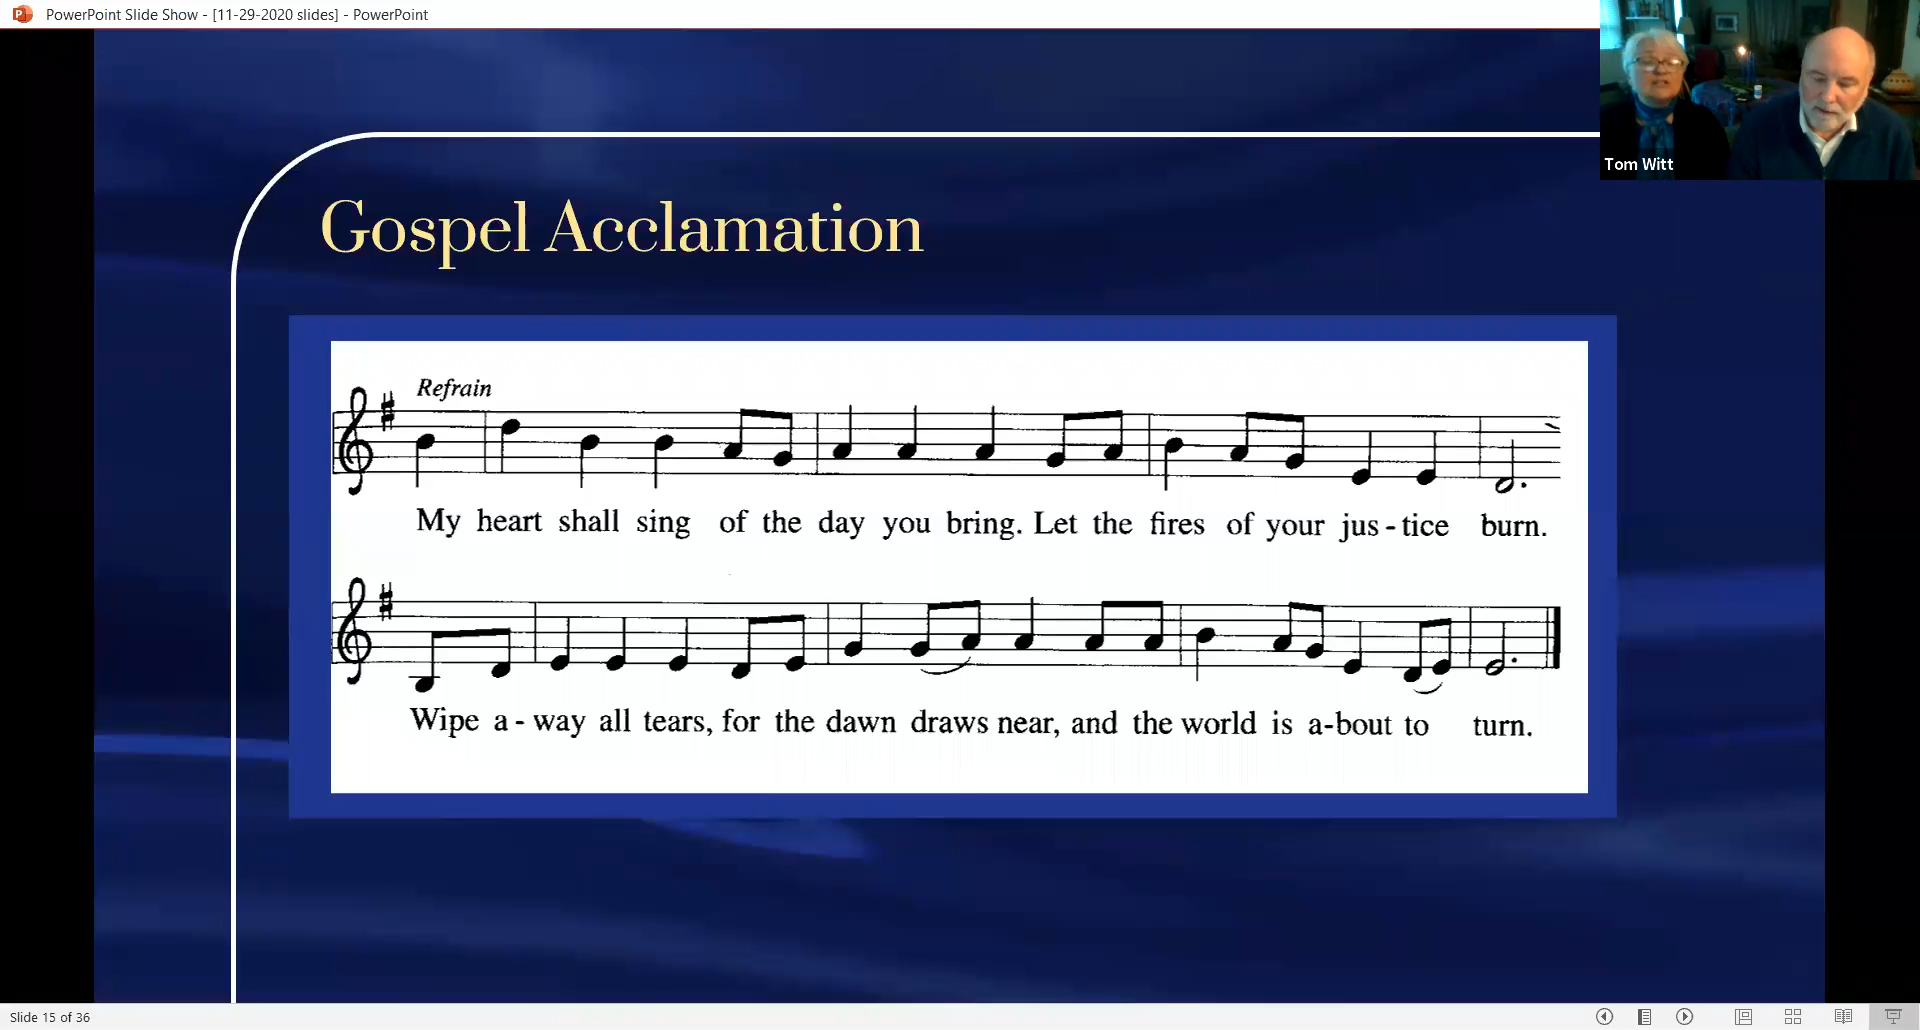 PowerPoint Slide Show - [11-29-2020 slides] - PowerPoint
Tom Witt
Gospel Acclamation
Refrain
My heart shall sing of the day you bring. Let the fires of your jus - tice burn.
Wipe a - way all tears, for the dawn draws near, and the world is a-bout to turn.
Slide 15 of 36